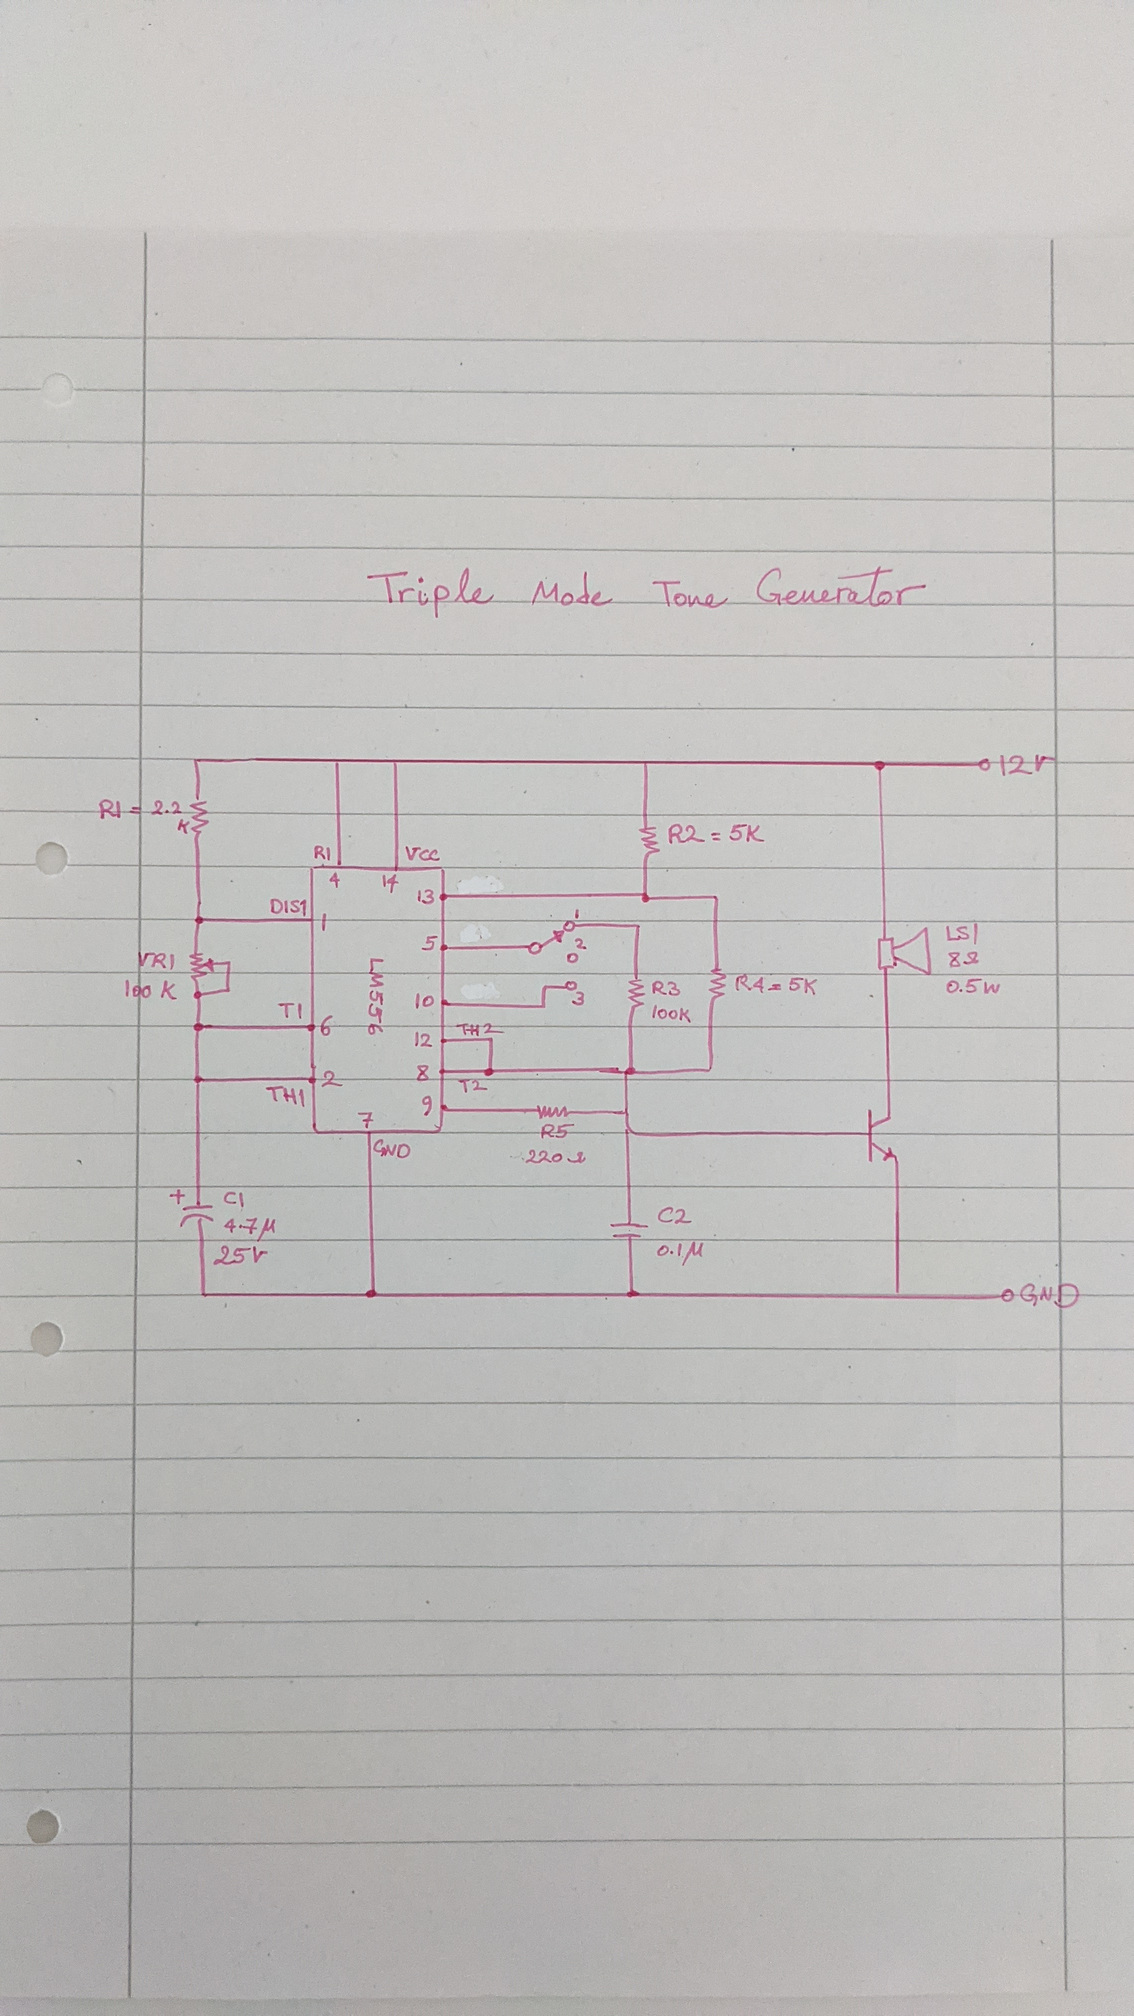 Triple Mode Tone Generator
12V
R1 = 2.2
K
R2 = 5K
R1
VCC
4
14
13
DIS1
1
5
1
2
0
LS1
8Ω
0.5W
VR1
100 K
LM556
10
3
R3
100K
R4 = 5K
T1
6
12
TH2
8
T2
TH1
2
9
7
GND
R5
220Ω
+
C1
4.7µ
25V
C2
0.1µ
GND